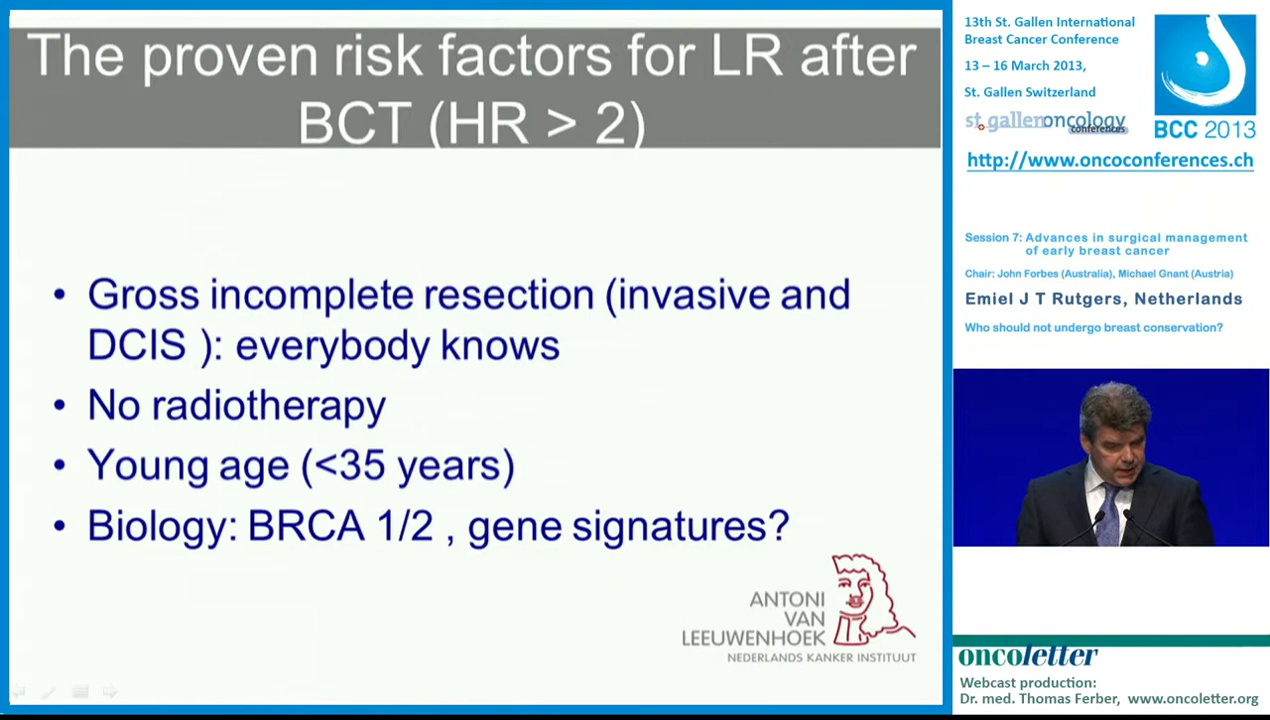 The proven risk factors for LR after
BCT (HR > 2)
• Gross incomplete resection (invasive and
DCIS ): everybody knows
• No radiotherapy
• Young age (<35 years)
• Biology: BRCA 1/2 , gene signatures?
ANTONI
VAN
LEEUWENHOEK
NEDERLANDS KANKER INSTITUUT
13th St. Gallen International
Breast Cancer Conference
13 – 16 March 2013,
St. Gallen Switzerland
st.gallenoncology
conferences
BCC 2013
http://www.oncoconferences.ch
Session 7: Advances in surgical management
of early breast cancer
Chair: John Forbes (Australia), Michael Gnant (Austria)
Emiel J T Rutgers, Netherlands
Who should not undergo breast conservation?
oncoletter
Webcast production:
Dr. med. Thomas Ferber, www.oncoletter.org